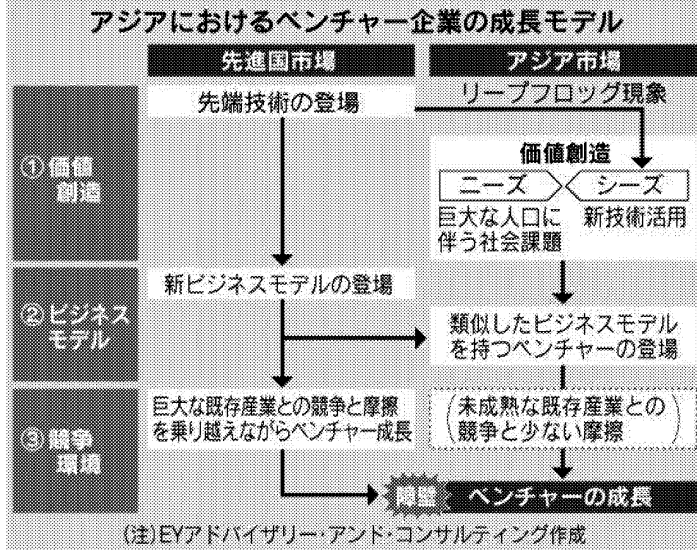 アジアにおけるベンチャー企業の成長モデル
先進国市場
アジア市場
①価値
創造
先端技術の登場
リープフロッグ現象
価値創造
ニーズ
シーズ
巨大な人口に
伴う社会課題
新技術活用
②ビジネス
モデル
新ビジネスモデルの登場
類似したビジネスモデル
を持つベンチャーの登場
③競争
環境
巨大な既存産業との競争と摩擦
を乗り越えながらベンチャー成長
(未成熟な既存産業との
競争と少ない摩擦)
障壁
ベンチャーの成長
(注)EYアドバイザリー・アンド・コンサルティング作成